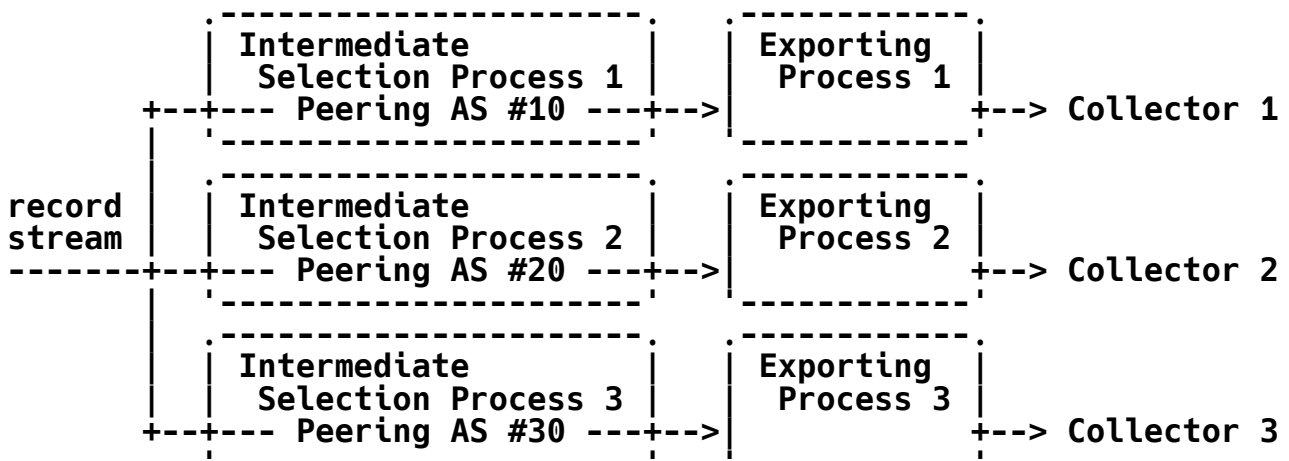 .----------------------. .------------.
| Intermediate | | Exporting |
| Selection Process 1 | | Process 1 |
+--+--- Peering AS #10 ---+-->| +--> Collector 1
| '----------------------' '------------'
| .----------------------. .------------.
record | | Intermediate | | Exporting |
stream | | Selection Process 2 | | Process 2 |
-------+--+--- Peering AS #20 ---+-->| +--> Collector 2
| '----------------------' '------------'
| .----------------------. .------------.
| | Intermediate | | Exporting |
| | Selection Process 3 | | Process 3 |
+--+--- Peering AS #30 ---+-->| +--> Collector 3